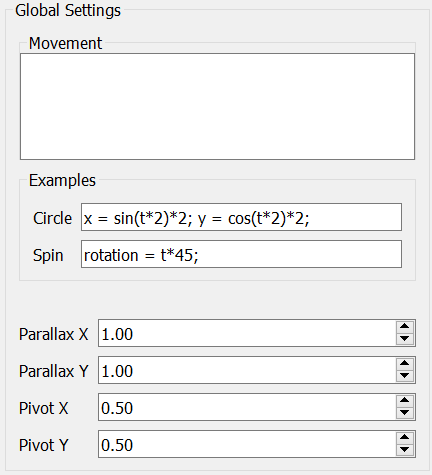 Global Settings
Movement
Examples
Circle x = sin(t*2)*2; y = cos(t*2)*2;
Spin rotation = t*45;
Parallax X 1.00
Parallax Y 1.00
Pivot X 0.50
Pivot Y 0.50